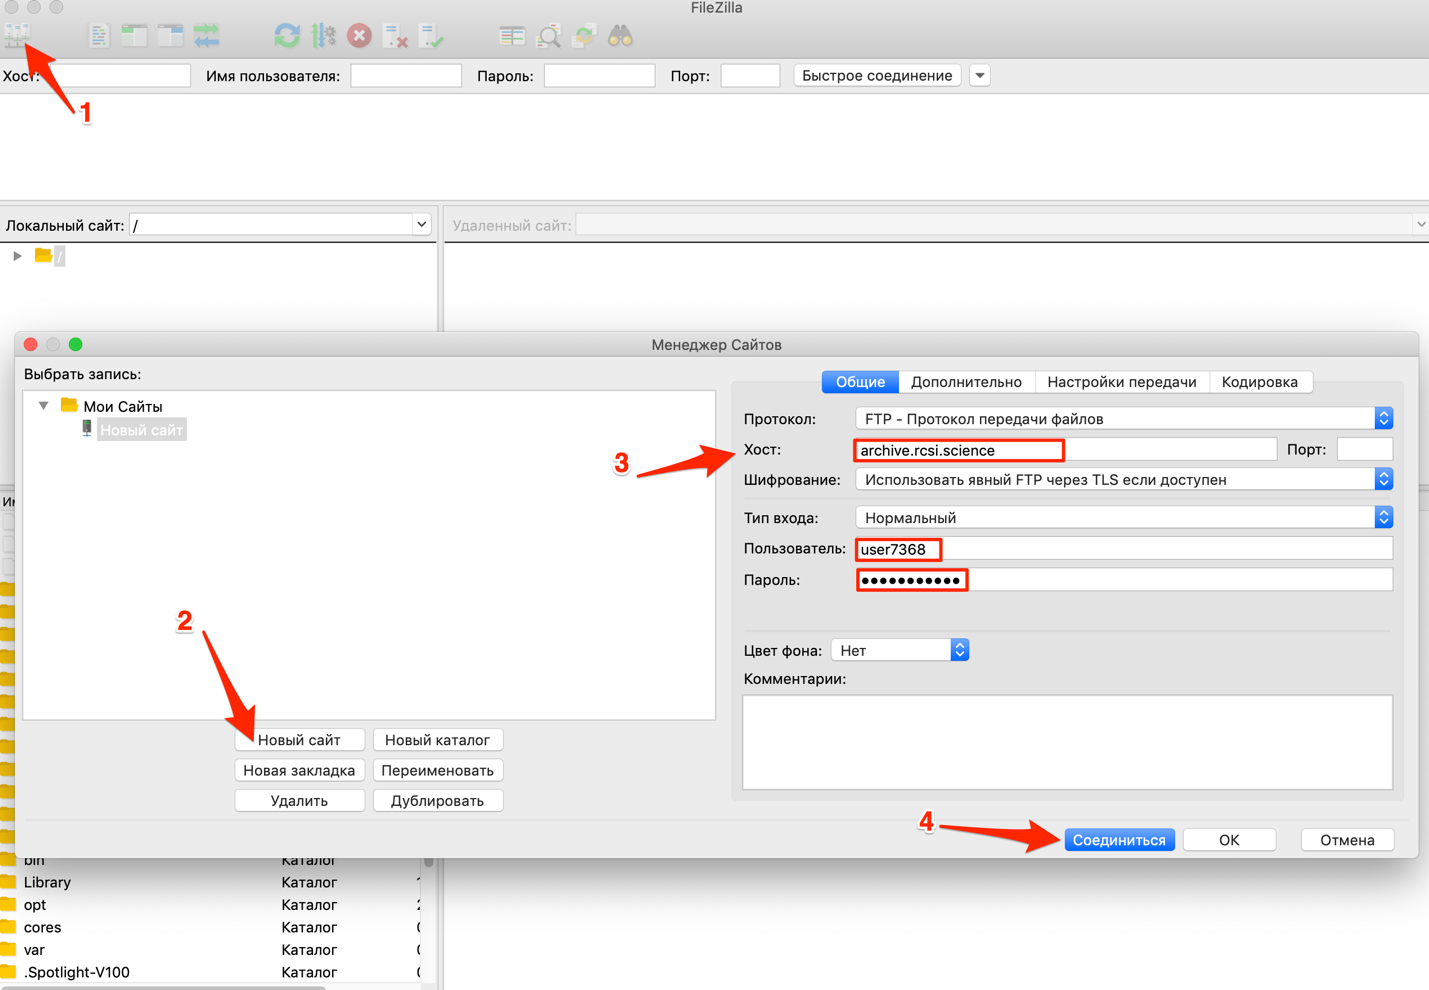 FileZilla
Хост: Имя пользователя: Пароль: Порт: Быстрое соединение
1
Локальный сайт: / Удаленный сайт:
/
Менеджер Сайтов
Выбрать запись:
Мои Сайты
Новый сайт
Общие Дополнительно Настройки передачи Кодировка
Протокол: FTP - Протокол передачи файлов
3
Хост: archive.rcsi.science Порт:
Шифрование: Использовать явный FTP через TLS если доступен
Тип входа: Нормальный
Пользователь: user7368
Пароль: •••••••••••
2
Цвет фона: Нет
Комментарии:
Новый сайт Новый каталог
Новая закладка Переименовать
Удалить Дублировать
4
Соединиться OK Отмена
bin Каталог
Library Каталог
opt Каталог
cores Каталог
var Каталог
.Spotlight-V100 Каталог